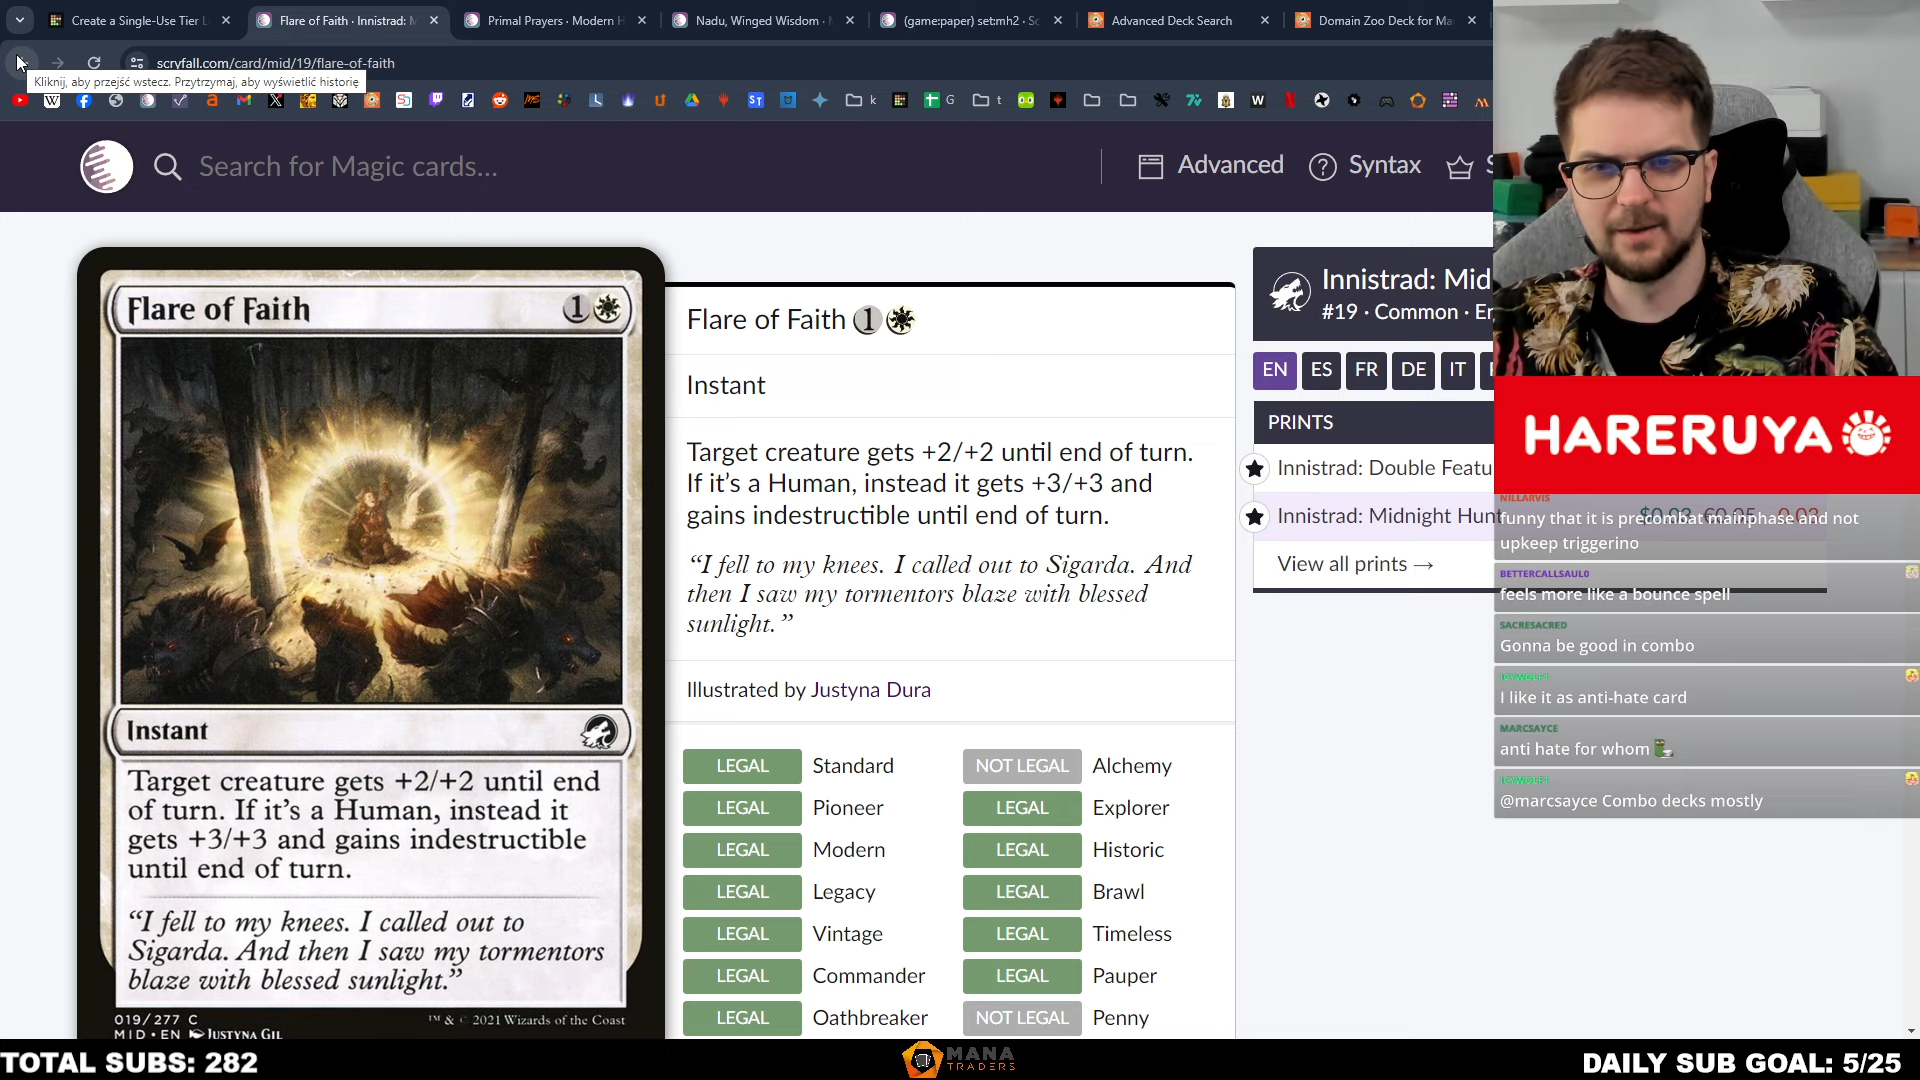 Create a Single-Use Tier L
Flare of Faith · Innistrad: M
Primal Prayers · Modern H
Nadu, Winged Wisdom ·
(game:paper) set:mh2 · Sc
Advanced Deck Search
Domain Zoo Deck for Ma
scryfall.com/card/mid/19/flare-of-faith
Kliknij, aby przejść wstecz. Przytrzymaj, aby wyświetlić historię
Search for Magic cards...
Advanced
Syntax
Flare of Faith 1
Instant
Target creature gets +2/+2 until end
of turn. If it's a Human, instead it
gets +3/+3 and gains indestructible
until end of turn.
“I fell to my knees. I called out to
Sigarda. And then I saw my tormentors
blaze with blessed sunlight.”
019/277 C
MID • EN Justyna Gil
™ & © 2021 Wizards of the Coast
Flare of Faith 1
Instant
Target creature gets +2/+2 until end of turn.
If it’s a Human, instead it gets +3/+3 and
gains indestructible until end of turn.
“I fell to my knees. I called out to Sigarda. And
then I saw my tormentors blaze with blessed
sunlight.”
Illustrated by Justyna Dura
LEGAL Standard NOT LEGAL Alchemy
LEGAL Pioneer LEGAL Explorer
LEGAL Modern LEGAL Historic
LEGAL Legacy LEGAL Brawl
LEGAL Vintage LEGAL Timeless
LEGAL Commander LEGAL Pauper
LEGAL Oathbreaker NOT LEGAL Penny
Innistrad: Mid
#19 · Common · En
EN ES FR DE IT
PRINTS
Innistrad: Double Featu
Innistrad: Midnight Hunt
View all prints →
HARERUYA
NILLARVIS
funny that it is precombat mainphase and not
upkeep triggerino
BETTERCALLSAUL0
feels more like a bounce spell
SACRESACRED
Gonna be good in combo
ICYWOLF1
I like it as anti-hate card
MARCSAYCE
anti hate for whom
ICYWOLF1
@marcsayce Combo decks mostly
TOTAL SUBS: 282
MANA
TRADERS
DAILY SUB GOAL: 5/25